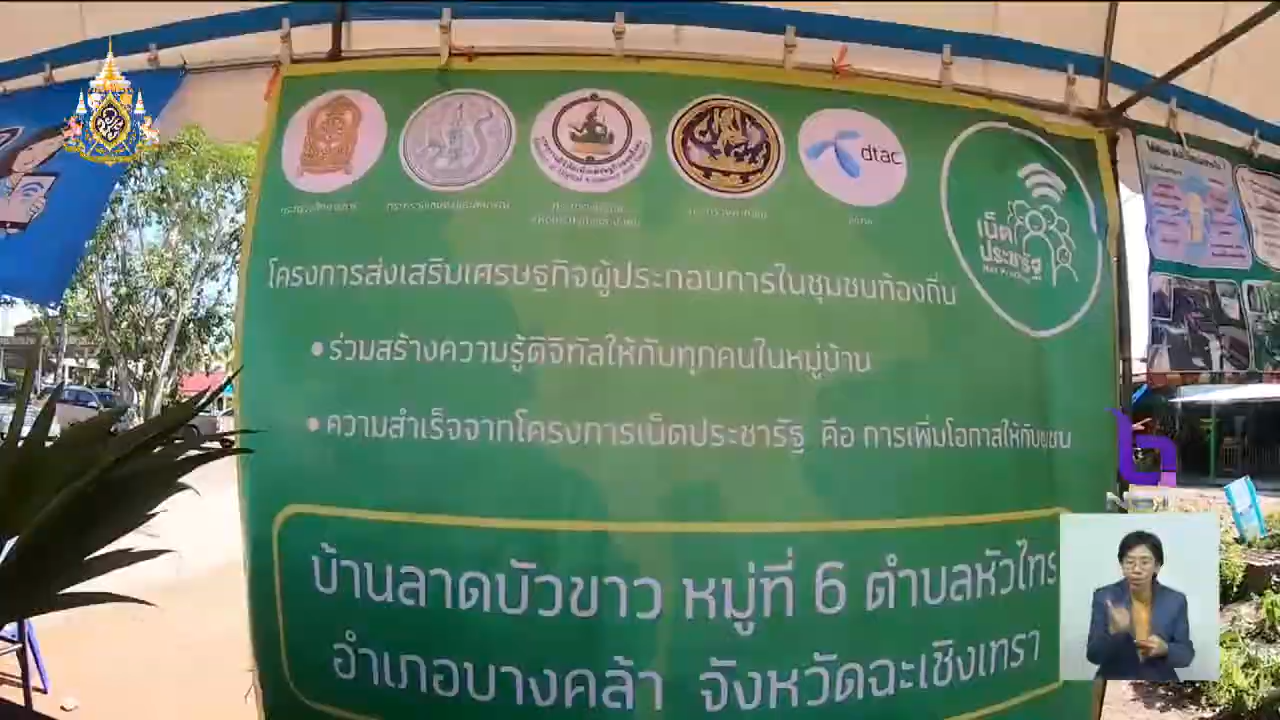 dtac
เน็ต
ประชารัฐ
โครงการส่งเสริมเศรษฐกิจผู้ประกอบการในชุมชนท้องถิ่น
•ร่วมสร้างความรู้ดิจิทัลให้กับทุกคนในหมู่บ้าน
•ความสำเร็จจากโครงการเน็ตประชารัฐ คือ การเพิ่มโอกาสให้กับชุมชน
บ้านลาดบัวขาว หมู่ที่ 6 ตำบลหัวไทร
อำเภอบางคล้า จังหวัดฉะเชิงเทรา